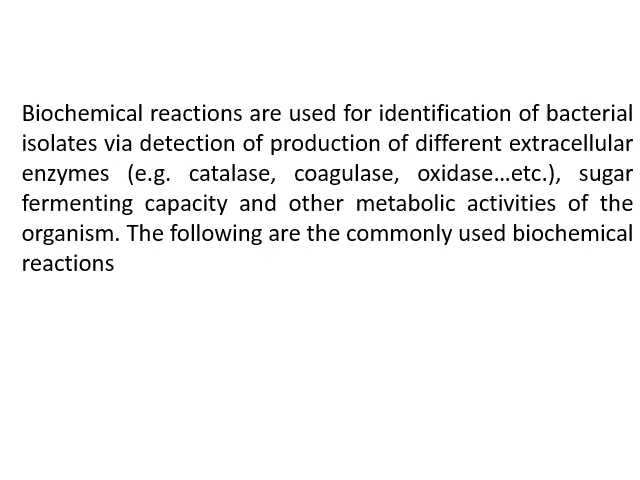 Biochemical reactions are used for identification of bacterial
isolates via detection of production of different extracellular
enzymes (e.g. catalase, coagulase, oxidase…etc.), sugar
fermenting capacity and other metabolic activities of the
organism. The following are the commonly used biochemical
reactions